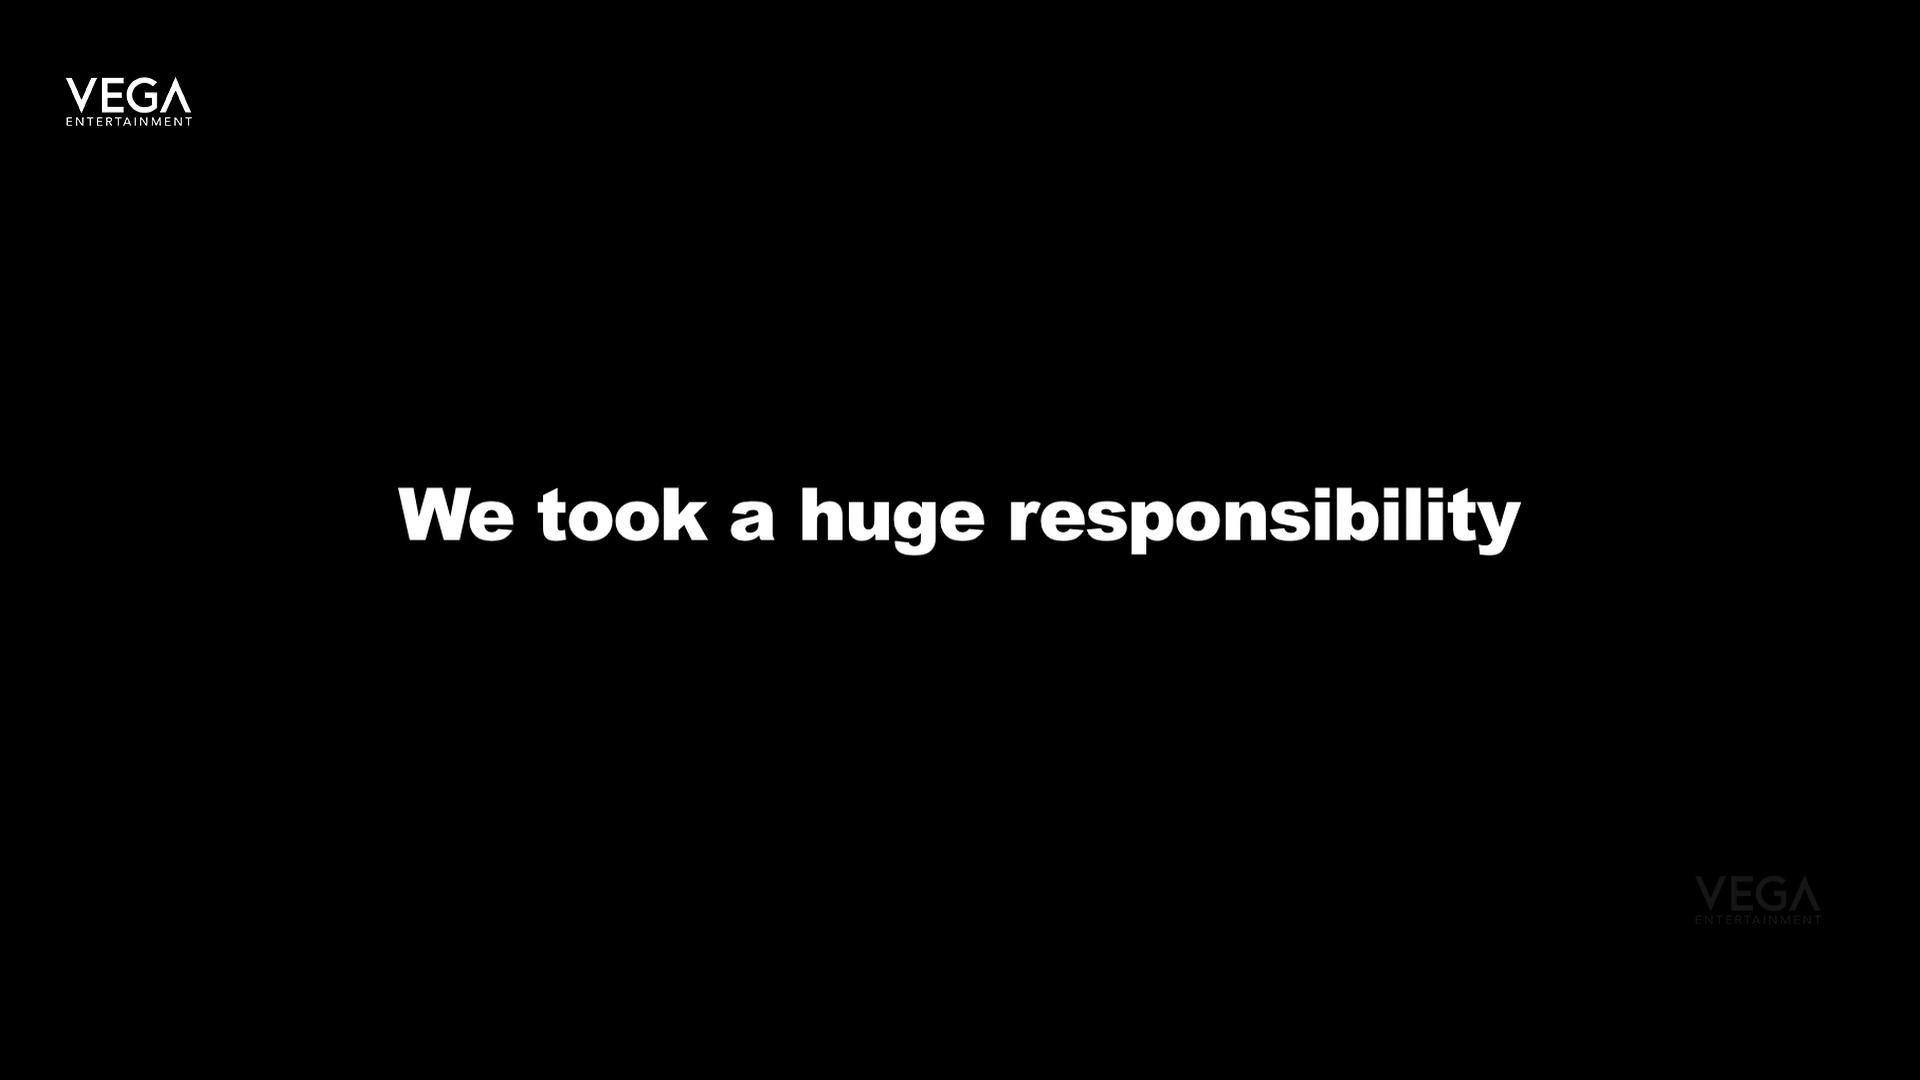 VEGA
ENTERTAINMENT
We took a huge responsibility
VEGA
ENTERTAINMENT